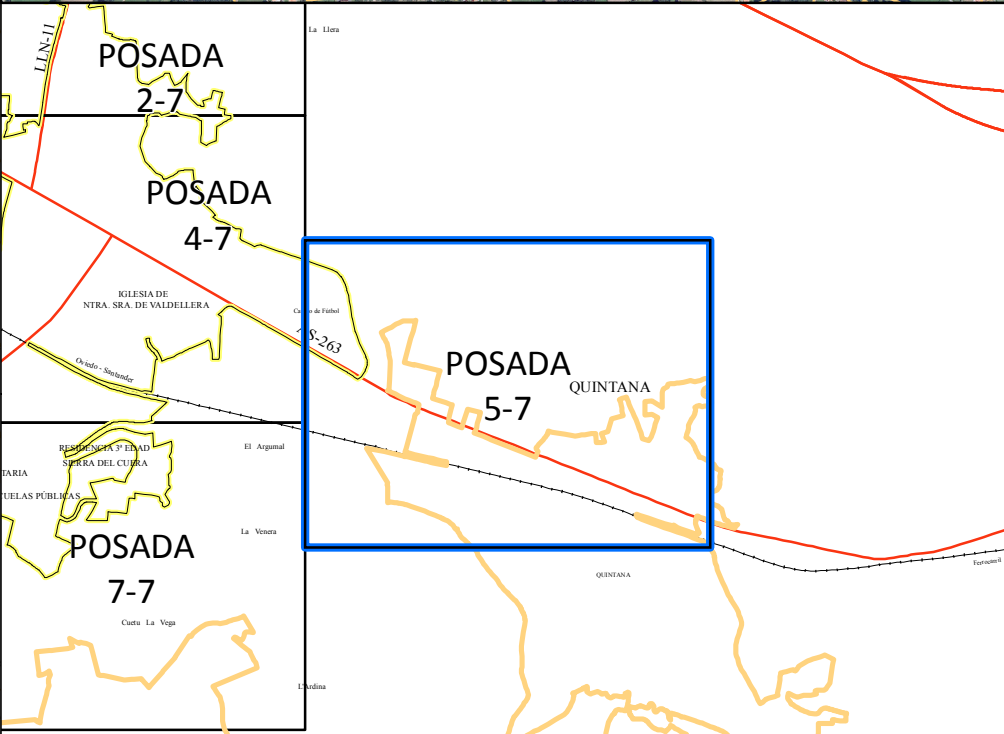 La Llera
LLN-11
POSADA
2-7
POSADA
4-7
IGLESIA DE
NTRA. SRA. DE VALDELLERA
de Fútbol
S-263
Oviedo - Santander
POSADA
5-7
QUINTANA
RESIDENCIA 3ª EDAD
SIERRA DEL CUERA
El Argumal
TARIA
UELAS PÚBLICAS
La Venera
POSADA
7-7
QUINTANA
Ferrocarril
Cuetu La Vega
L'Ardina